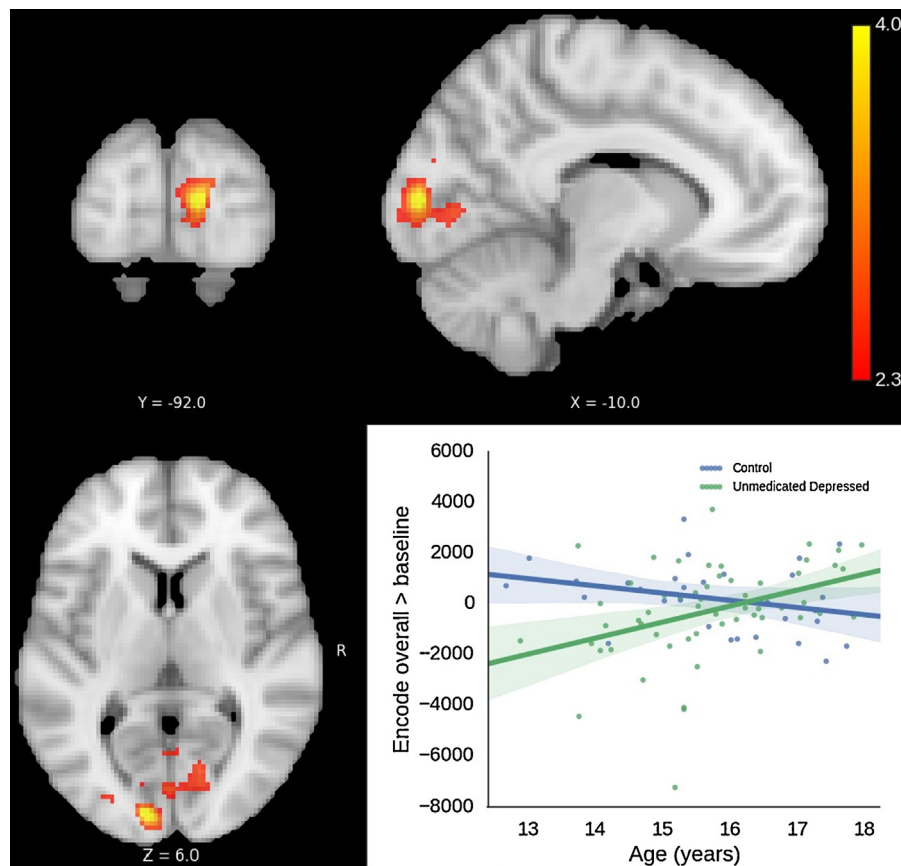 4.0
2.3
Y = -92.0
X = -10.0
R
Z = 6.0
Control
Unmedicated Depressed
Encode overall > baseline
6000
4000
2000
0
−2000
−4000
−6000
−8000
13 14 15 16 17 18
Age (years)